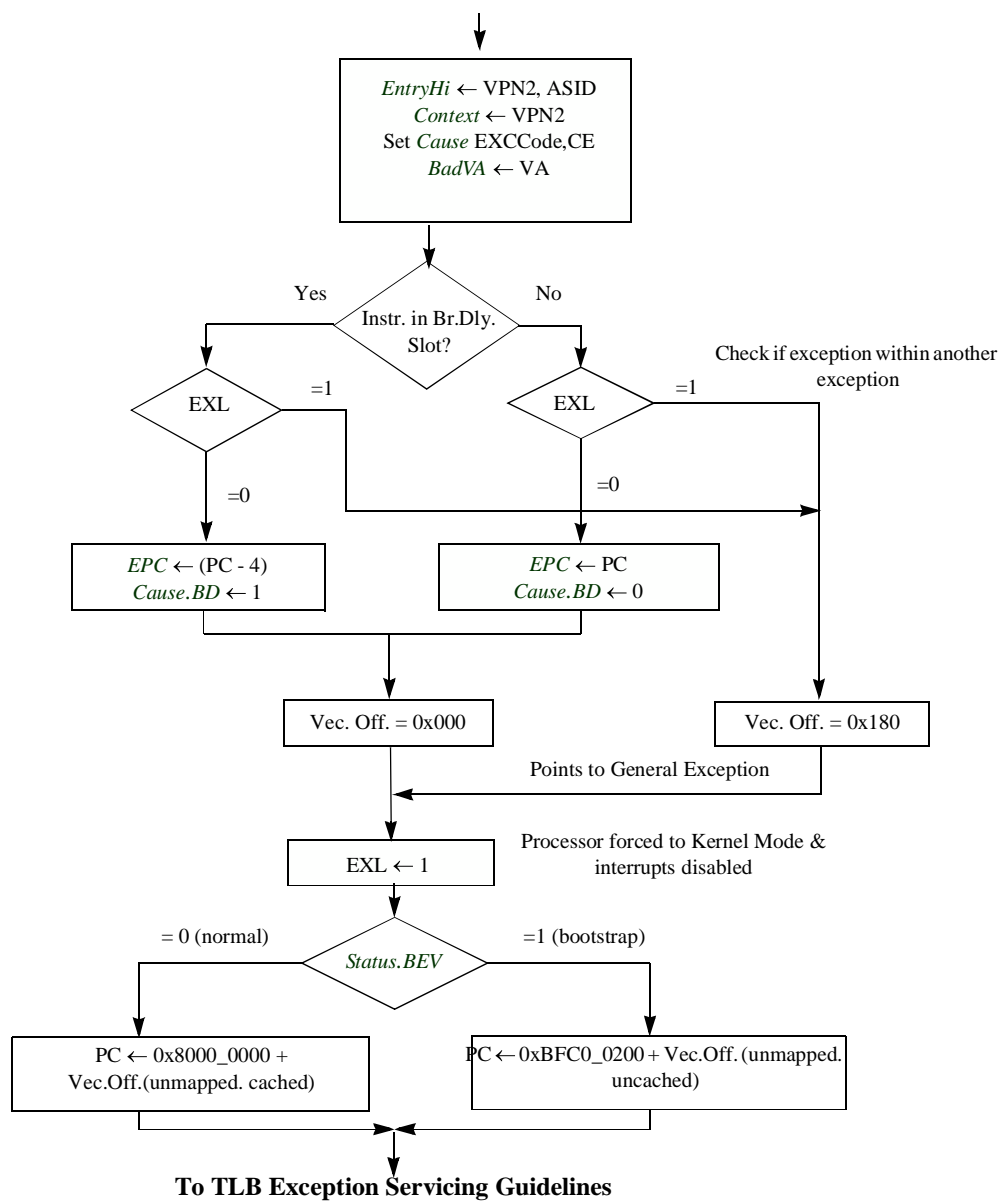 EntryHi ← VPN2, ASID
Context ← VPN2
Set Cause EXCCode,CE
BadVA ← VA
Yes
No
Instr. in Br.Dly.
Slot?
Check if exception within another
exception
EXL
=1
EXL
=1
=0
=0
EPC ← (PC - 4)
Cause.BD ← 1
EPC ← PC
Cause.BD ← 0
Vec. Off. = 0x000
Vec. Off. = 0x180
Points to General Exception
EXL ← 1
Processor forced to Kernel Mode &
interrupts disabled
= 0 (normal)
=1 (bootstrap)
Status.BEV
PC ← 0x8000_0000 +
Vec.Off.(unmapped. cached)
PC ← 0xBFC0_0200 + Vec.Off. (unmapped.
uncached)
To TLB Exception Servicing Guidelines